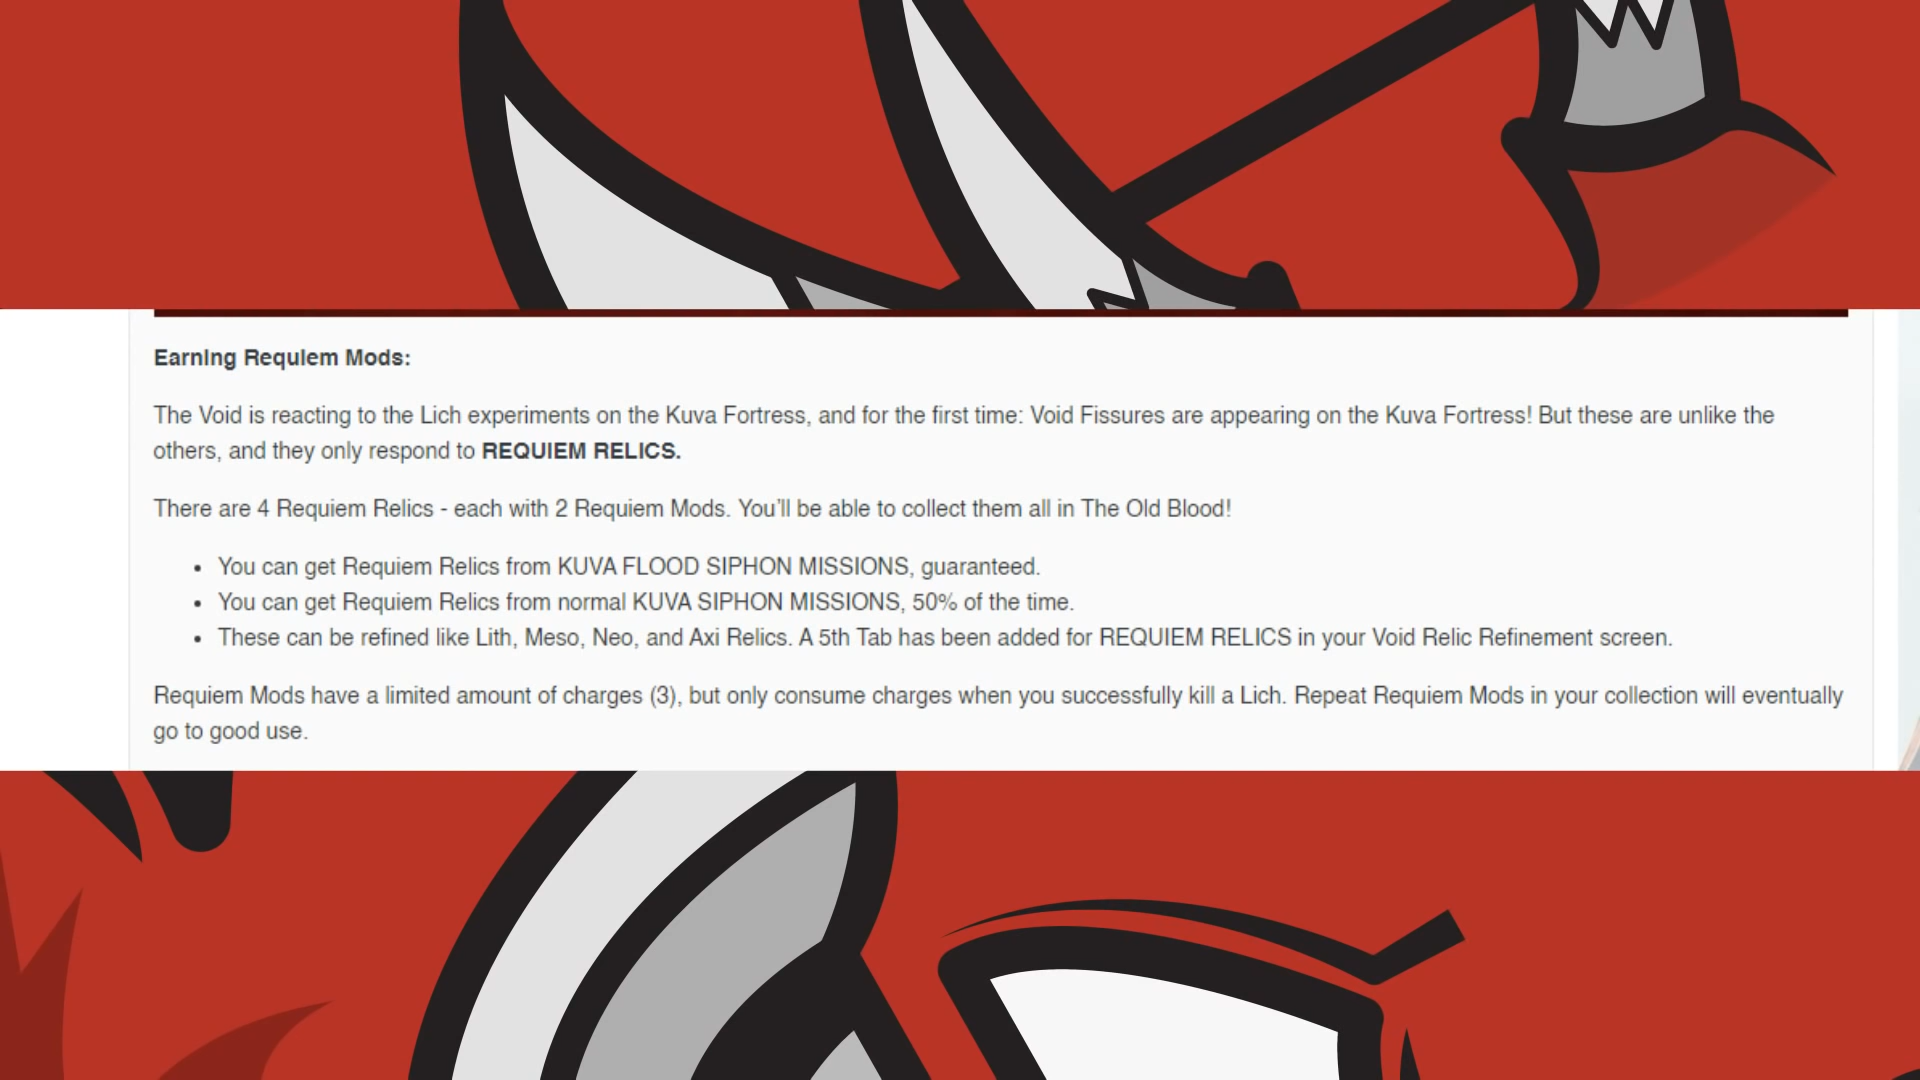 Earning Requiem Mods:
The Void is reacting to the Lich experiments on the Kuva Fortress, and for the first time: Void Fissures are appearing on the Kuva Fortress! But these are unlike the
others, and they only respond to REQUIEM RELICS.
There are 4 Requiem Relics - each with 2 Requiem Mods. You’ll be able to collect them all in The Old Blood!
• You can get Requiem Relics from KUVA FLOOD SIPHON MISSIONS, guaranteed.
• You can get Requiem Relics from normal KUVA SIPHON MISSIONS, 50% of the time.
• These can be refined like Lith, Meso, Neo, and Axi Relics. A 5th Tab has been added for REQUIEM RELICS in your Void Relic Refinement screen.
Requiem Mods have a limited amount of charges (3), but only consume charges when you successfully kill a Lich. Repeat Requiem Mods in your collection will eventually
go to good use.